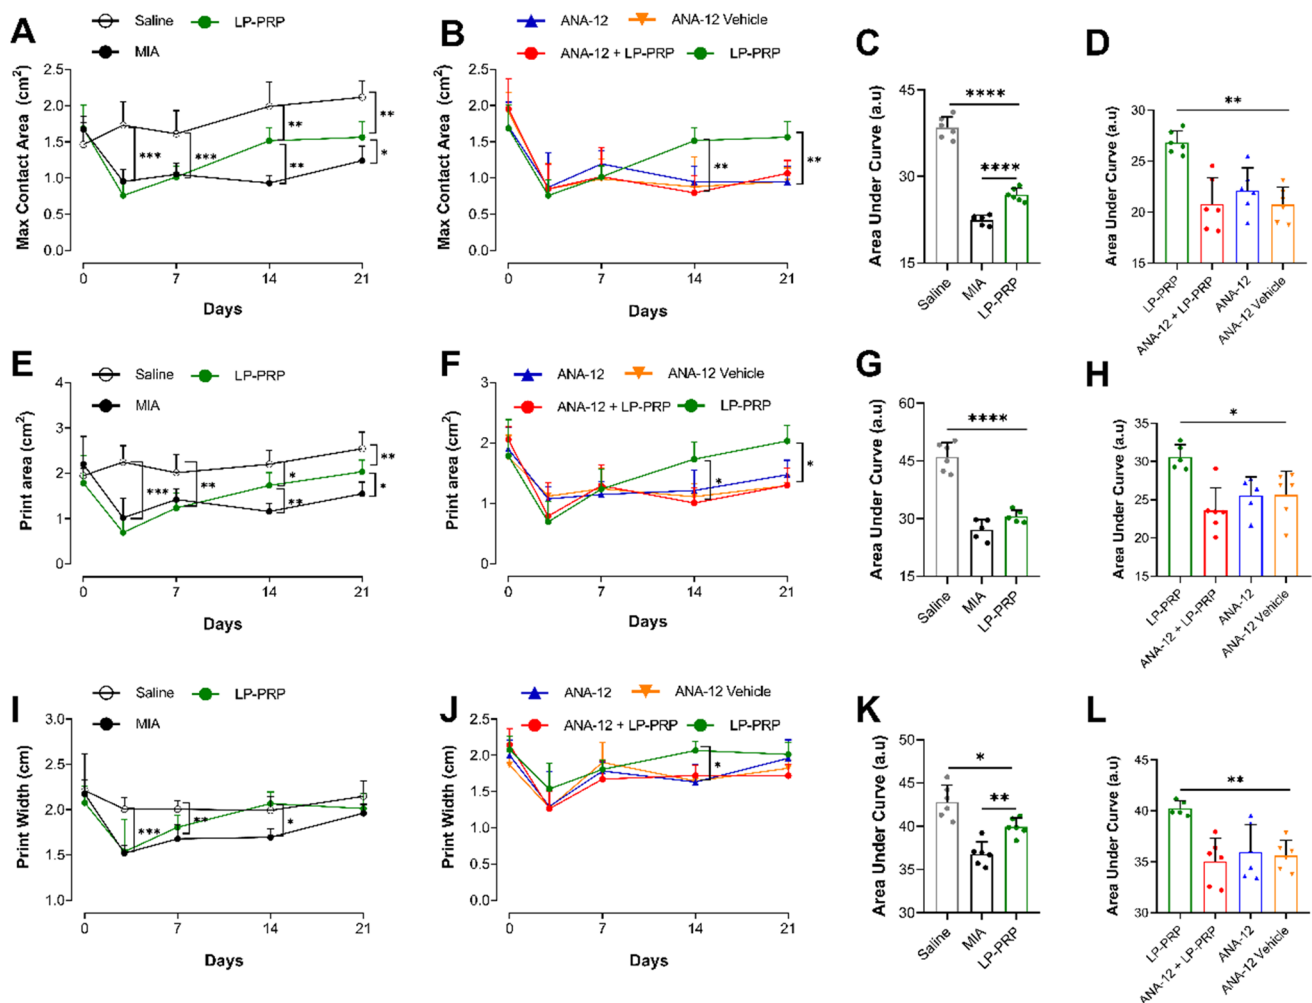 A
Saline
LP-PRP
MIA
Max Contact Area (cm²)
2.5
2.0
1.5
1.0
0.5
0.0
***
***
**
**
**
*
0
7
14
21
Days
B
ANA-12
ANA-12 Vehicle
ANA-12 + LP-PRP
LP-PRP
Max Contact Area (cm²)
2.5
2.0
1.5
1.0
0.5
0.0
**
**
0
7
14
21
Days
C
Area Under Curve (a.u)
45
30
15
****
****
Saline
MIA
LP-PRP
D
Area Under Curve (a.u)
30
25
20
15
**
LP-PRP
ANA-12 + LP-PRP
ANA-12
ANA-12 Vehicle
E
Saline
LP-PRP
MIA
Print area (cm²)
4
3
2
1
0
***
**
*
**
**
*
0
7
14
21
Days
F
ANA-12
ANA-12 Vehicle
ANA-12 + LP-PRP
LP-PRP
Print area (cm²)
3
2
1
0
*
*
0
7
14
21
Days
G
Area Under Curve (a.u)
60
45
30
15
****
Saline
MIA
LP-PRP
H
Area Under Curve (a.u)
35
30
25
20
15
*
LP-PRP
ANA-12 + LP-PRP
ANA-12
ANA-12 Vehicle
I
Saline
LP-PRP
MIA
Print Width (cm)
3.0
2.5
2.0
1.5
1.0
***
**
*
0
7
14
21
Days
J
ANA-12
ANA-12 Vehicle
ANA-12 + LP-PRP
LP-PRP
Print Width (cm)
2.5
2.0
1.5
1.0
0.5
0.0
*
0
7
14
21
Days
K
Area Under Curve (a.u)
50
45
40
35
30
*
**
Saline
MIA
LP-PRP
L
Area Under Curve (a.u)
45
40
35
30
**
LP-PRP
ANA-12 + LP-PRP
ANA-12
ANA-12 Vehicle